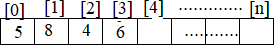 [0] [1] [2] [3] [4] .............. [n]
5 8 4 6 ...........